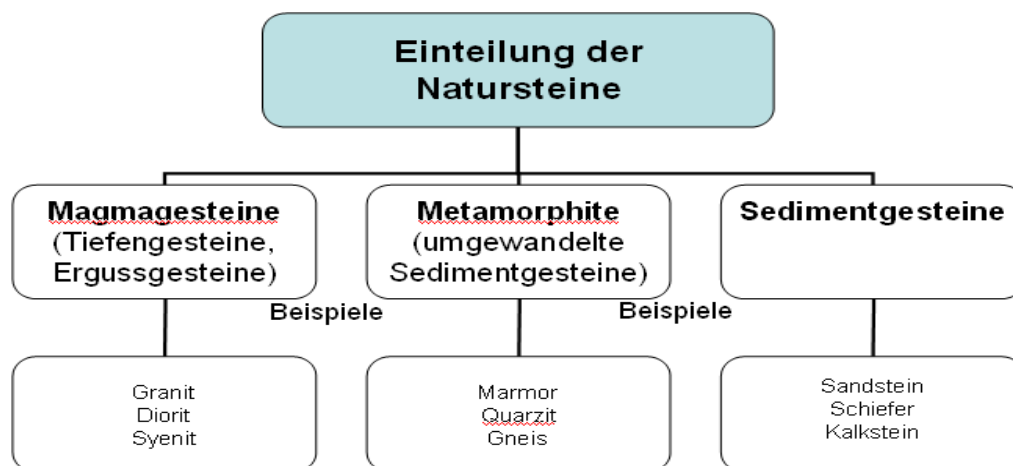 Einteilung der
Natursteine
Magmagesteine
(Tiefengesteine,
Ergussgesteine)
Metamorphite
(umgewandelte
Sedimentgesteine)
Sedimentgesteine
Beispiele
Beispiele
Granit
Diorit
Syenit
Marmor
Quarzit
Gneis
Sandstein
Schiefer
Kalkstein